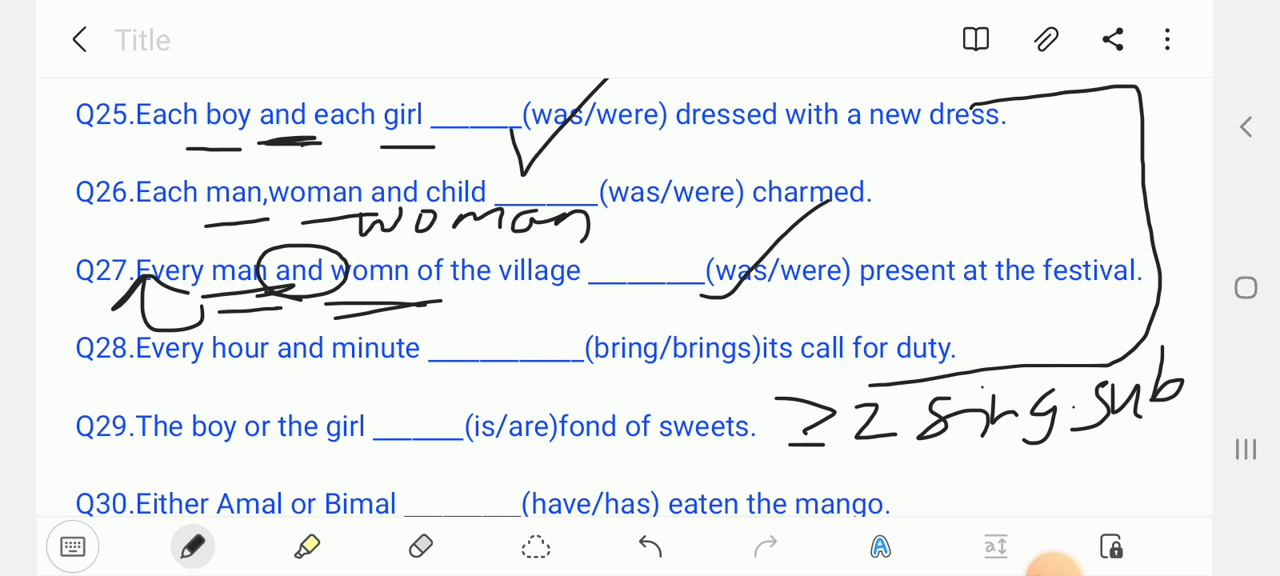 Title
Q25.Each boy and each girl ______(was/were) dressed with a new dress.
Q26.Each man,woman and child _______(was/were) charmed.
woman
Q27.Every man and womn of the village ________(was/were) present at the festival.
Q28.Every hour and minute __________(bring/brings)its call for duty.
Q29.The boy or the girl ______(is/are)fond of sweets.
≥2 sing.sub
Q30.Either Amal or Bimal ________(have/has) eaten the mango.